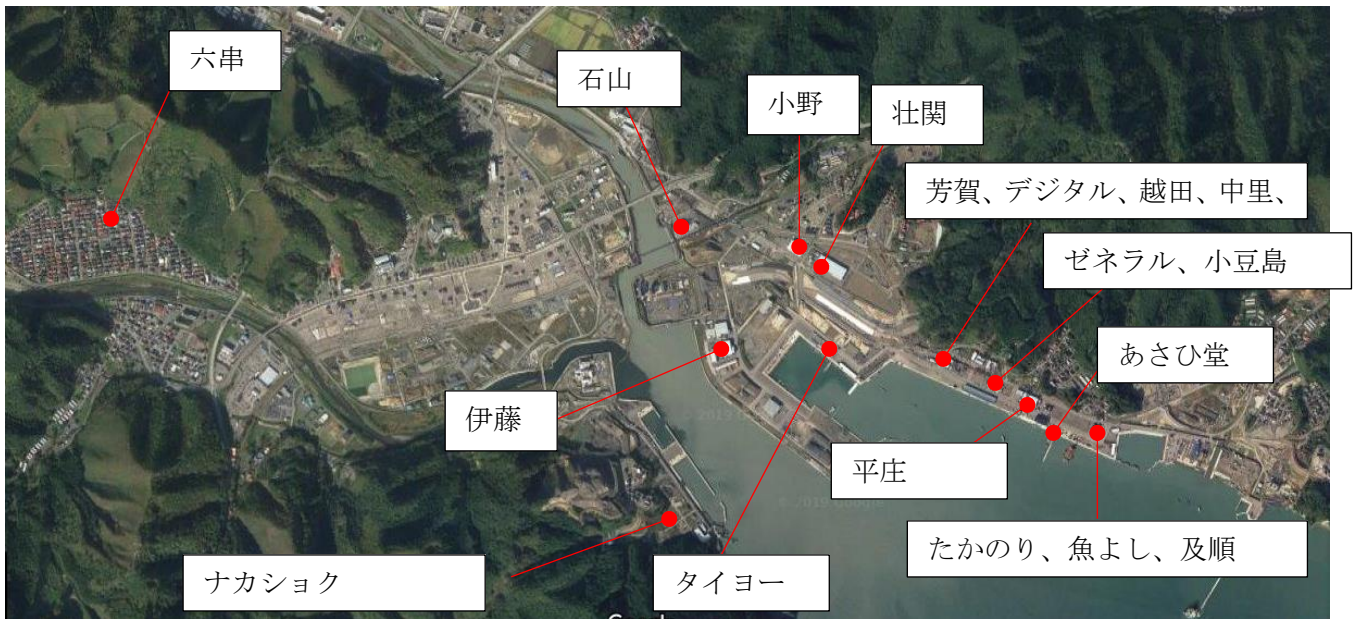 六串
石山
小野
壮関
芳賀、デジタル、越田、中里、
ゼネラル、小豆島
あさひ堂
伊藤
平庄
たかのり、魚よし、及順
ナカショク
タイヨー